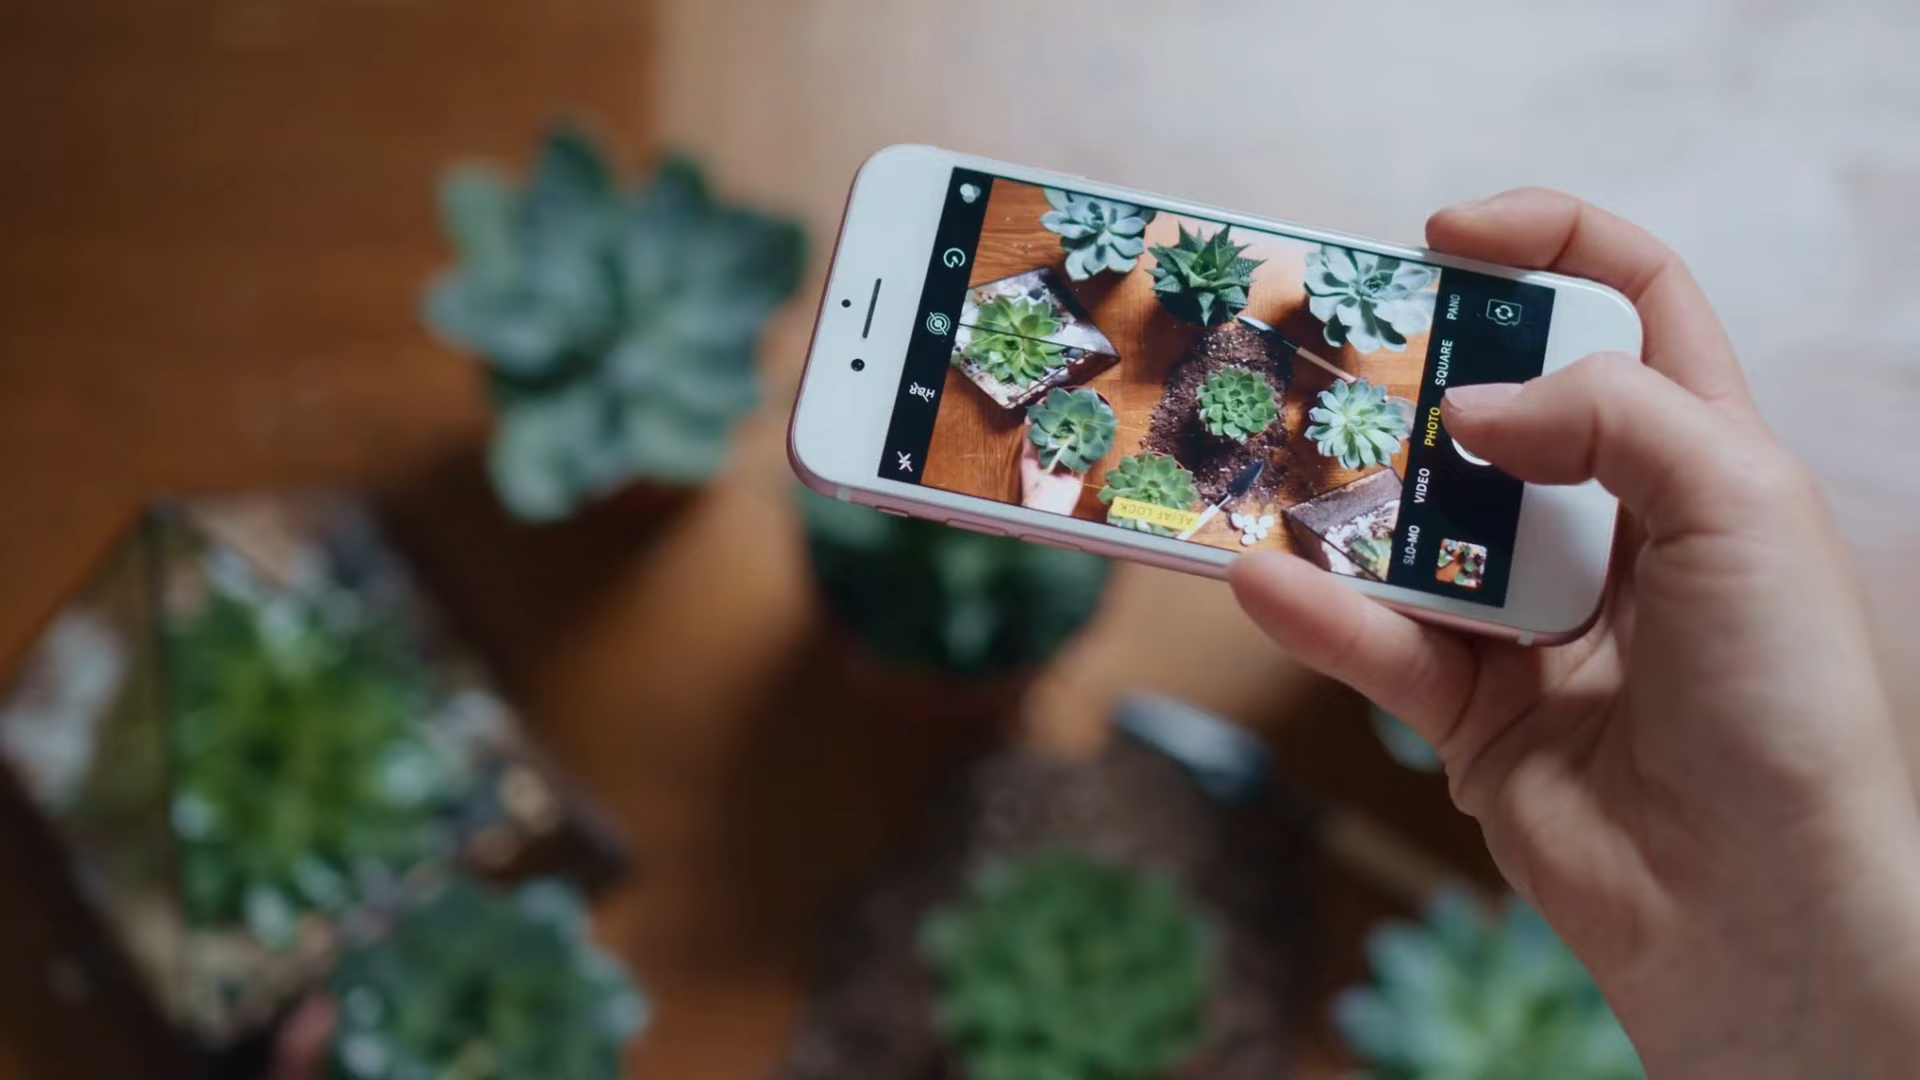 PANO
SQUARE
PHOTO
VIDEO
SLO-MO
AE/AF LOCK
HDR